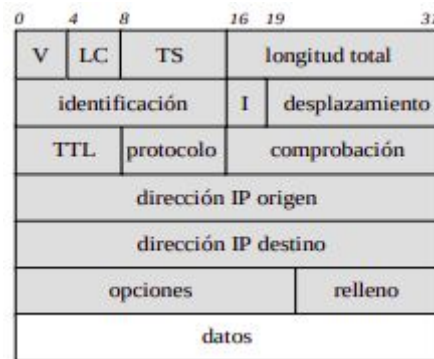 0 4 8 16 19 31
V LC TS longitud total
identificación I desplazamiento
TTL protocolo comprobación
dirección IP origen
dirección IP destino
opciones relleno
datos